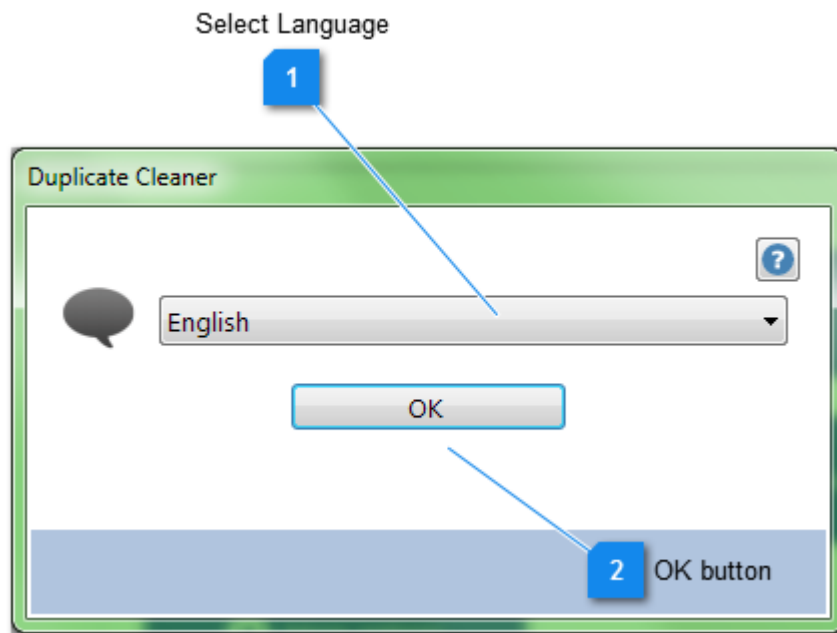 Select Language
1
Duplicate Cleaner
?
English
OK
2 OK button